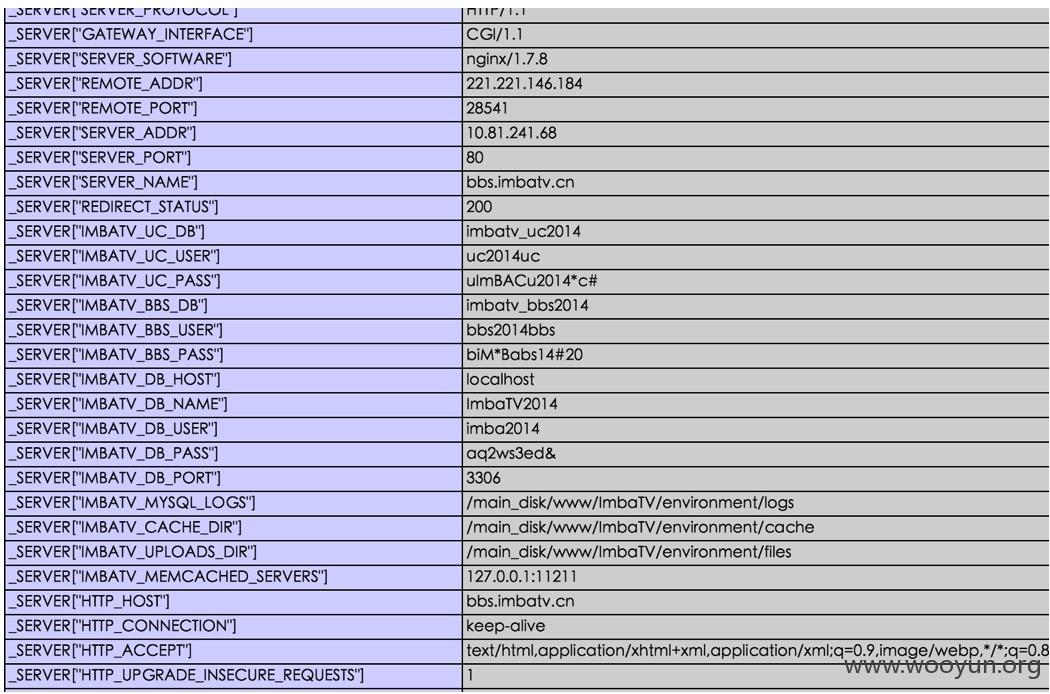 _SERVER["SERVER_PROTOCOL"] HTTP/1.1
_SERVER["GATEWAY_INTERFACE"] CGI/1.1
_SERVER["SERVER_SOFTWARE"] nginx/1.7.8
_SERVER["REMOTE_ADDR"] 221.221.146.184
_SERVER["REMOTE_PORT"] 28541
_SERVER["SERVER_ADDR"] 10.81.241.68
_SERVER["SERVER_PORT"] 80
_SERVER["SERVER_NAME"] bbs.imbatv.cn
_SERVER["REDIRECT_STATUS"] 200
_SERVER["IMBATV_UC_DB"] imbatv_uc2014
_SERVER["IMBATV_UC_USER"] uc2014uc
_SERVER["IMBATV_UC_PASS"] uImBACu2014*c#
_SERVER["IMBATV_BBS_DB"] imbatv_bbs2014
_SERVER["IMBATV_BBS_USER"] bbs2014bbs
_SERVER["IMBATV_BBS_PASS"] biM*Babs14#20
_SERVER["IMBATV_DB_HOST"] localhost
_SERVER["IMBATV_DB_NAME"] ImbaTV2014
_SERVER["IMBATV_DB_USER"] imba2014
_SERVER["IMBATV_DB_PASS"] aq2ws3ed&
_SERVER["IMBATV_DB_PORT"] 3306
_SERVER["IMBATV_MYSQL_LOGS"] /main_disk/www/ImbaTV/environment/logs
_SERVER["IMBATV_CACHE_DIR"] /main_disk/www/ImbaTV/environment/cache
_SERVER["IMBATV_UPLOADS_DIR"] /main_disk/www/ImbaTV/environment/files
_SERVER["IMBATV_MEMCACHED_SERVERS"] 127.0.0.1:11211
_SERVER["HTTP_HOST"] bbs.imbatv.cn
_SERVER["HTTP_CONNECTION"] keep-alive
_SERVER["HTTP_ACCEPT"] text/html,application/xhtml+xml,application/xml;q=0.9,image/webp,*/*;q=0.8
_SERVER["HTTP_UPGRADE_INSECURE_REQUESTS"] 1
www.wooyun.org